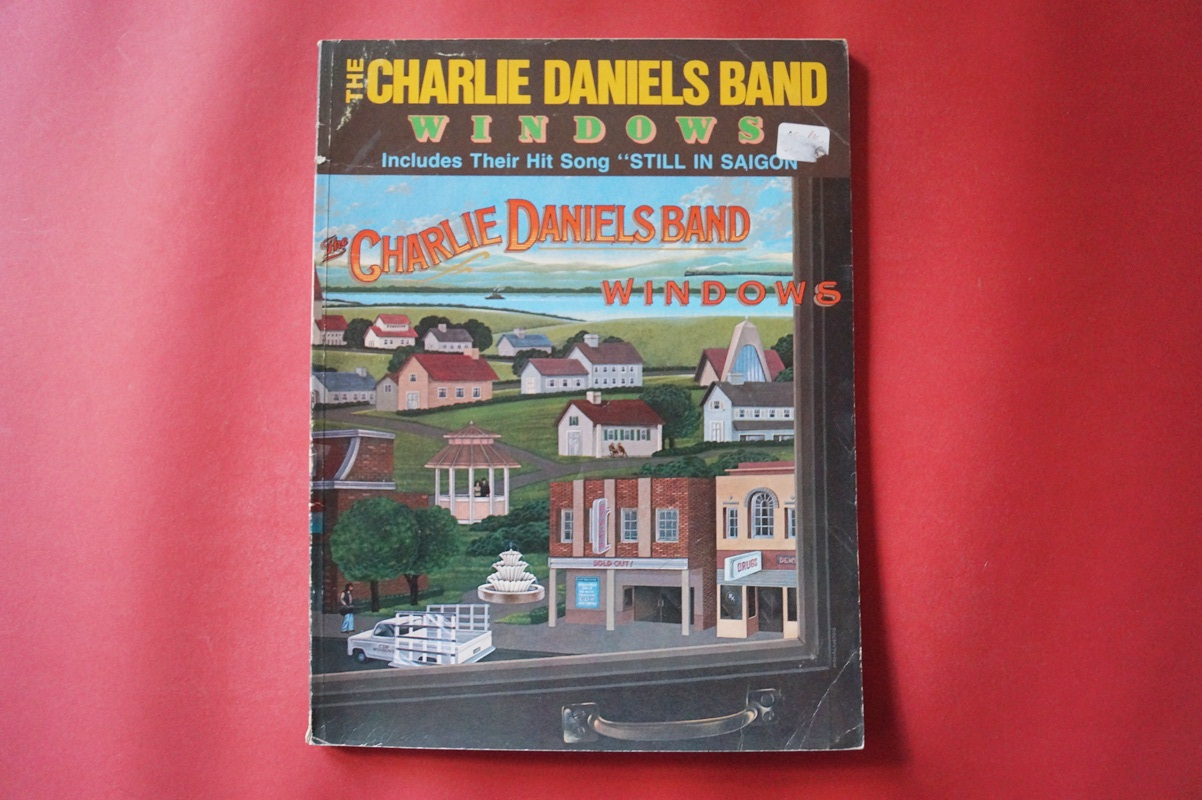 THE CHARLIE DANIELS BAND
WINDOWS
Includes Their Hit Song "STILL IN SAIGON
The CHARLIE DANIELS BAND
WINDOWS
SOLD OUT!
DRUGS